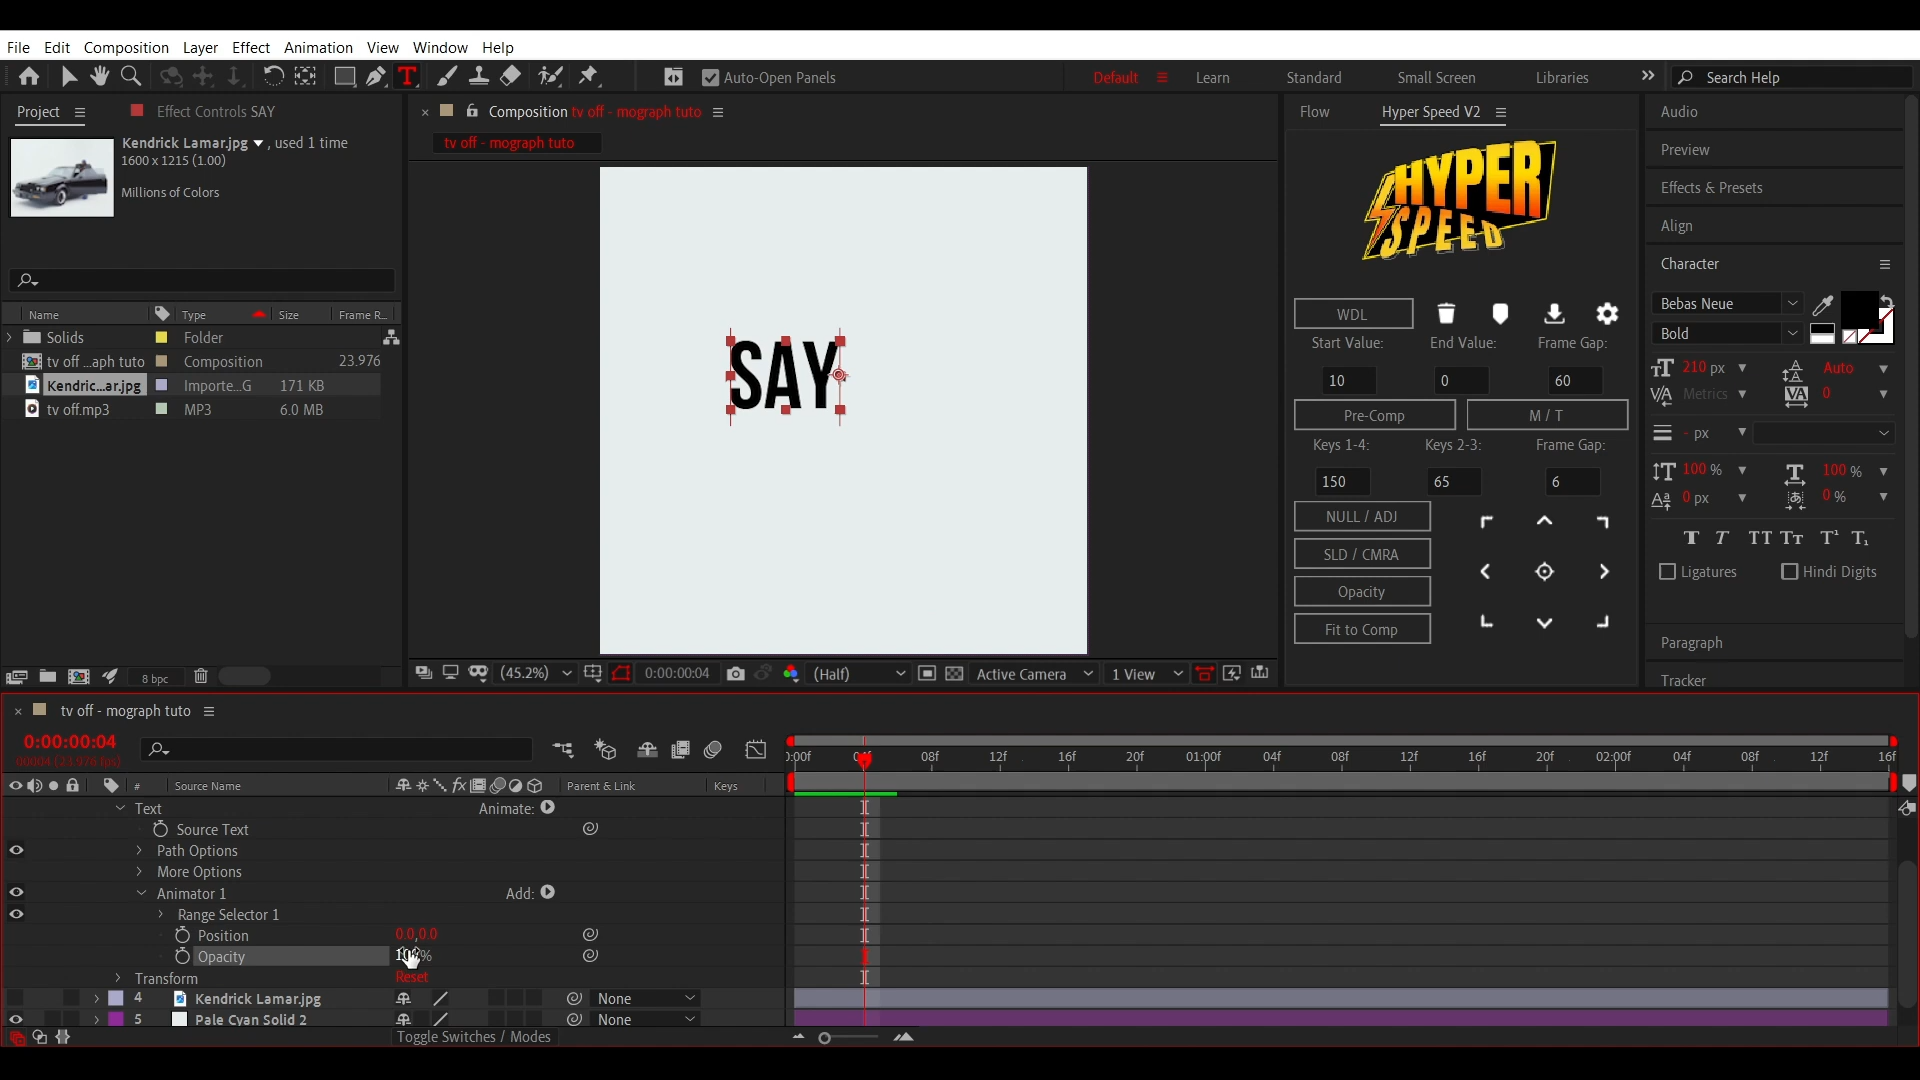 File Edit Composition Layer Effect Animation View Window Help
Auto-Open Panels
Default Learn Standard Small Screen Libraries Search Help
Project Effect Controls SAY
Kendrick Lamar.jpg , used 1 time
1600 x 1215 (1.00)
Millions of Colors
Name Type Size Frame R...
Solids Folder
tv off ...aph tuto Composition 23.976
Kendric...ar.jpg Importe...G 171 KB
tv off.mp3 MP3 6.0 MB
8 bpc
Composition tv off - mograph tuto
tv off - mograph tuto
SAY
(45.2%) 0:00:00:04 (Half) Active Camera 1 View
Flow Hyper Speed V2
HYPER
SPEED
WDL
Start Value: End Value: Frame Gap:
10 0 60
Pre-Comp M / T
Keys 1-4: Keys 2-3: Frame Gap:
150 65 6
NULL / ADJ
SLD / CMRA
Opacity
Fit to Comp
Audio
Preview
Effects & Presets
Align
Character
Bebas Neue
Bold
210 px Auto
Metrics 0
- px
100 % 100 %
0 px 0 %
T T TT Tt T¹ T₁
Ligatures Hindi Digits
Paragraph
Tracker
tv off - mograph tuto
0:00:00:04
00004 (23.976 fps)
# Source Name Parent & Link Keys
):00f 04f 08f 12f 16f 20f 01:00f 04f 08f 12f 16f 20f 02:00f 04f 08f 12f 16f
Text Animate:
Source Text
Path Options
More Options
Animator 1 Add:
Range Selector 1
Position 0.0,0.0
Opacity %
Transform Reset
4 Kendrick Lamar.jpg None
5 Pale Cyan Solid 2 None
Toggle Switches / Modes